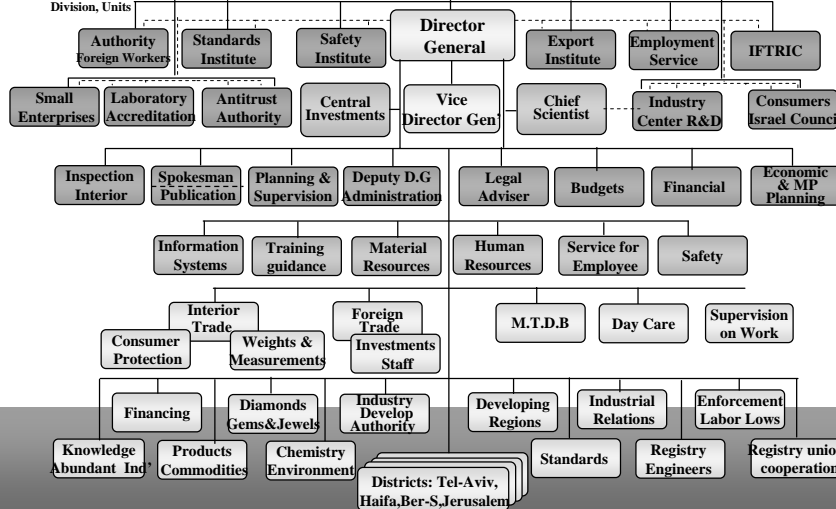 Division, Units
Director
General
Authority
Foreign Workers
Standards
Institute
Safety
Institute
Export
Institute
Employment
Service
IFTRIC
Small
Enterprises
Laboratory
Accreditation
Antitrust
Authority
Central
Investments
Vice
Director Gen'
Chief
Scientist
Industry
Center R&D
Consumers
Israel Council
Inspection
Interior
Spokesman
Publication
Planning &
Supervision
Deputy D.G
Administration
Legal
Adviser
Budgets
Financial
Economic
& MP
Planning
Information
Systems
Training
guidance
Material
Resources
Human
Resources
Service for
Employee
Safety
Interior
Trade
Foreign
Trade
M.T.D.B
Day Care
Supervision
on Work
Consumer
Protection
Weights &
Measurements
Investments
Staff
Financing
Diamonds
Gems&Jewels
Industry
Develop
Authority
Developing
Regions
Industrial
Relations
Enforcement
Labor Lows
Knowledge
Abundant Ind'
Products
Commodities
Chemistry
Environment
Districts: Tel-Aviv,
Haifa,Ber-S,Jerusalem
Standards
Registry
Engineers
Registry union
cooperation